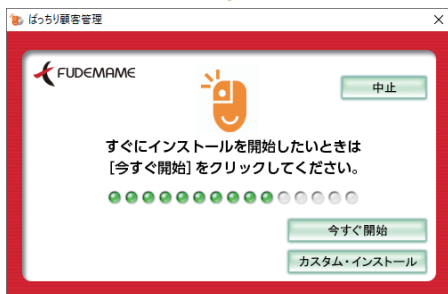 ばっちり顧客管理
FUDEMAME
中止
すぐにインストールを開始したいときは
[今すぐ開始]をクリックしてください。
今すぐ開始
カスタム・インストール